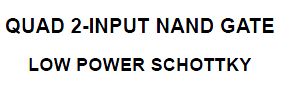 QUAD 2-INPUT NAND GATE
LOW POWER SCHOTTKY